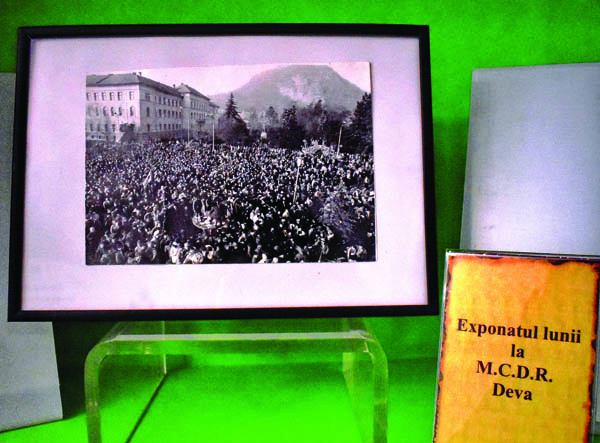 Exponatul lunii
la
M.C.D.R.
Deva